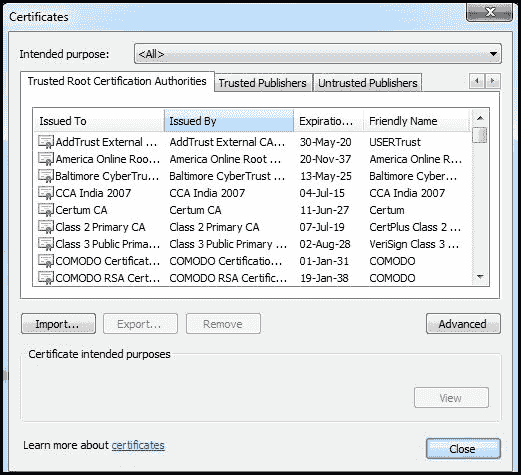 Certificates
Intended purpose: <All>
Trusted Root Certification Authorities Trusted Publishers Untrusted Publishers
Issued To Issued By Expiratio... Friendly Name
AddTrust External ... AddTrust External CA... 30-May-20 USERTrust
America Online Roo... America Online Root ... 20-Nov-37 America Online R...
Baltimore CyberTru... Baltimore CyberTrust ... 13-May-25 Baltimore Cyber...
CCA India 2007 CCA India 2007 04-Jul-15 CCA India 2007
Certum CA Certum CA 11-Jun-27 Certum
Class 2 Primary CA Class 2 Primary CA 07-Jul-19 CertPlus Class 2 ...
Class 3 Public Prima... Class 3 Public Primary ... 02-Aug-28 VeriSign Class 3 ...
COMODO Certificat... COMODO Certificatio... 01-Jan-31 COMODO
COMODO RSA Cert... COMODO RSA Certific... 19-Jan-38 COMODO
Import... Export... Remove Advanced
Certificate intended purposes
View
Learn more about certificates
Close